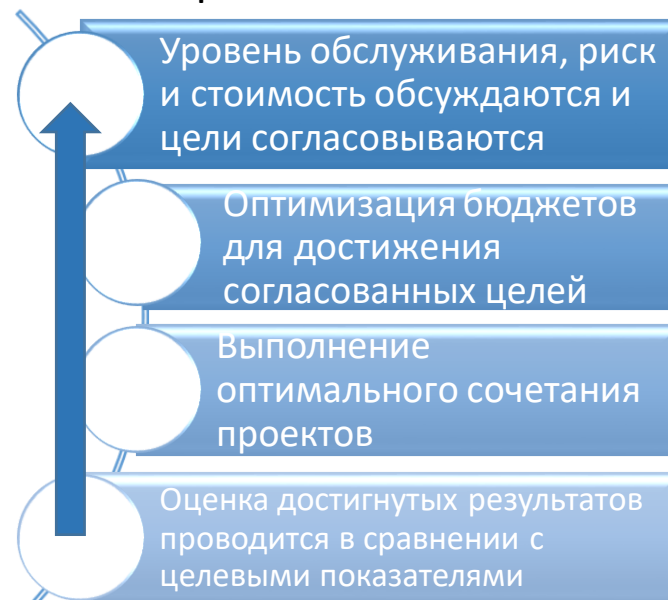 Уровень обслуживания, риск
и стоимость обсуждаются и
цели согласовываются
Оптимизация бюджетов
для достижения
согласованных целей
Выполнение
оптимального сочетания
проектов
Оценка достигнутых результатов
проводится в сравнении с
целевыми показателями